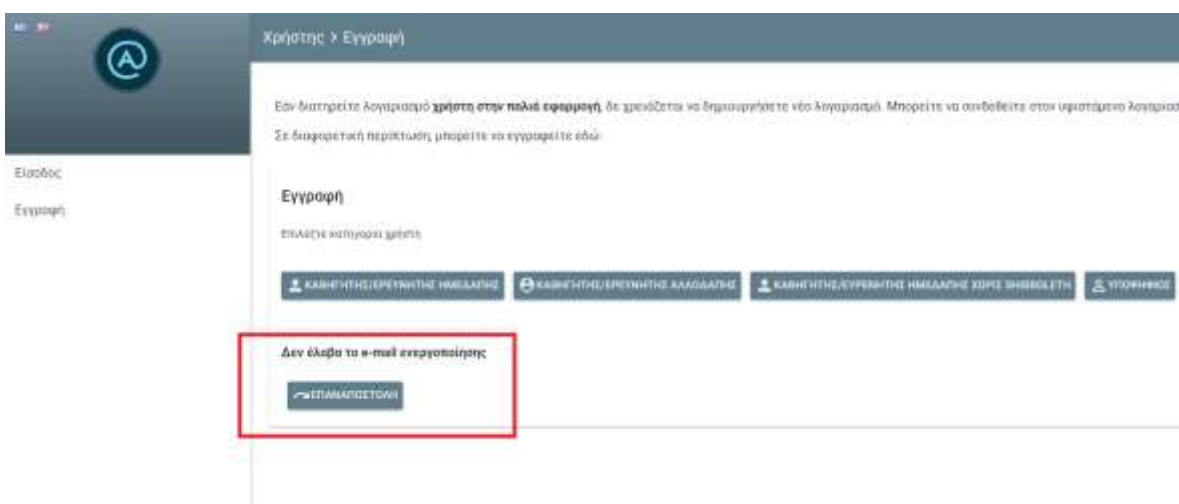 Χρήστης > Εγγραφή
Εαν διατηρείτε λογαριασμό χρήστη στην παλιά εφαρμογή, δε χρειάζεται να δημιουργήσετε νέο λογαριασμό. Μπορείτε να συνδεθείτε στον υφιστάμενο λογαριασ
Σε διαφορετική περίπτωση, μπορείτε να εγγραφείτε εδώ:
Είσοδος
Εγγραφή
Εγγραφή
Επιλέξτε κατηγορία χρήστη
ΚΑΘΗΓΗΤΗΣ/ΕΡΕΥΝΗΤΗΣ ΗΜΕΔΑΠΗΣ ΚΑΘΗΓΗΤΗΣ/ΕΡΕΥΝΗΤΗΣ ΑΛΛΟΔΑΠΗΣ ΚΑΘΗΓΗΤΗΣ/ΕΥΡΕΝΗΤΗΣ ΗΜΕΔΑΠΗΣ ΧΩΡΙΣ SHIBBOLETH ΥΠΟΨΗΦΙΟΣ
Δεν έλαβα το e-mail ενεργοποίησης
ΕΠΑΝΑΠΟΣΤΟΛΗ